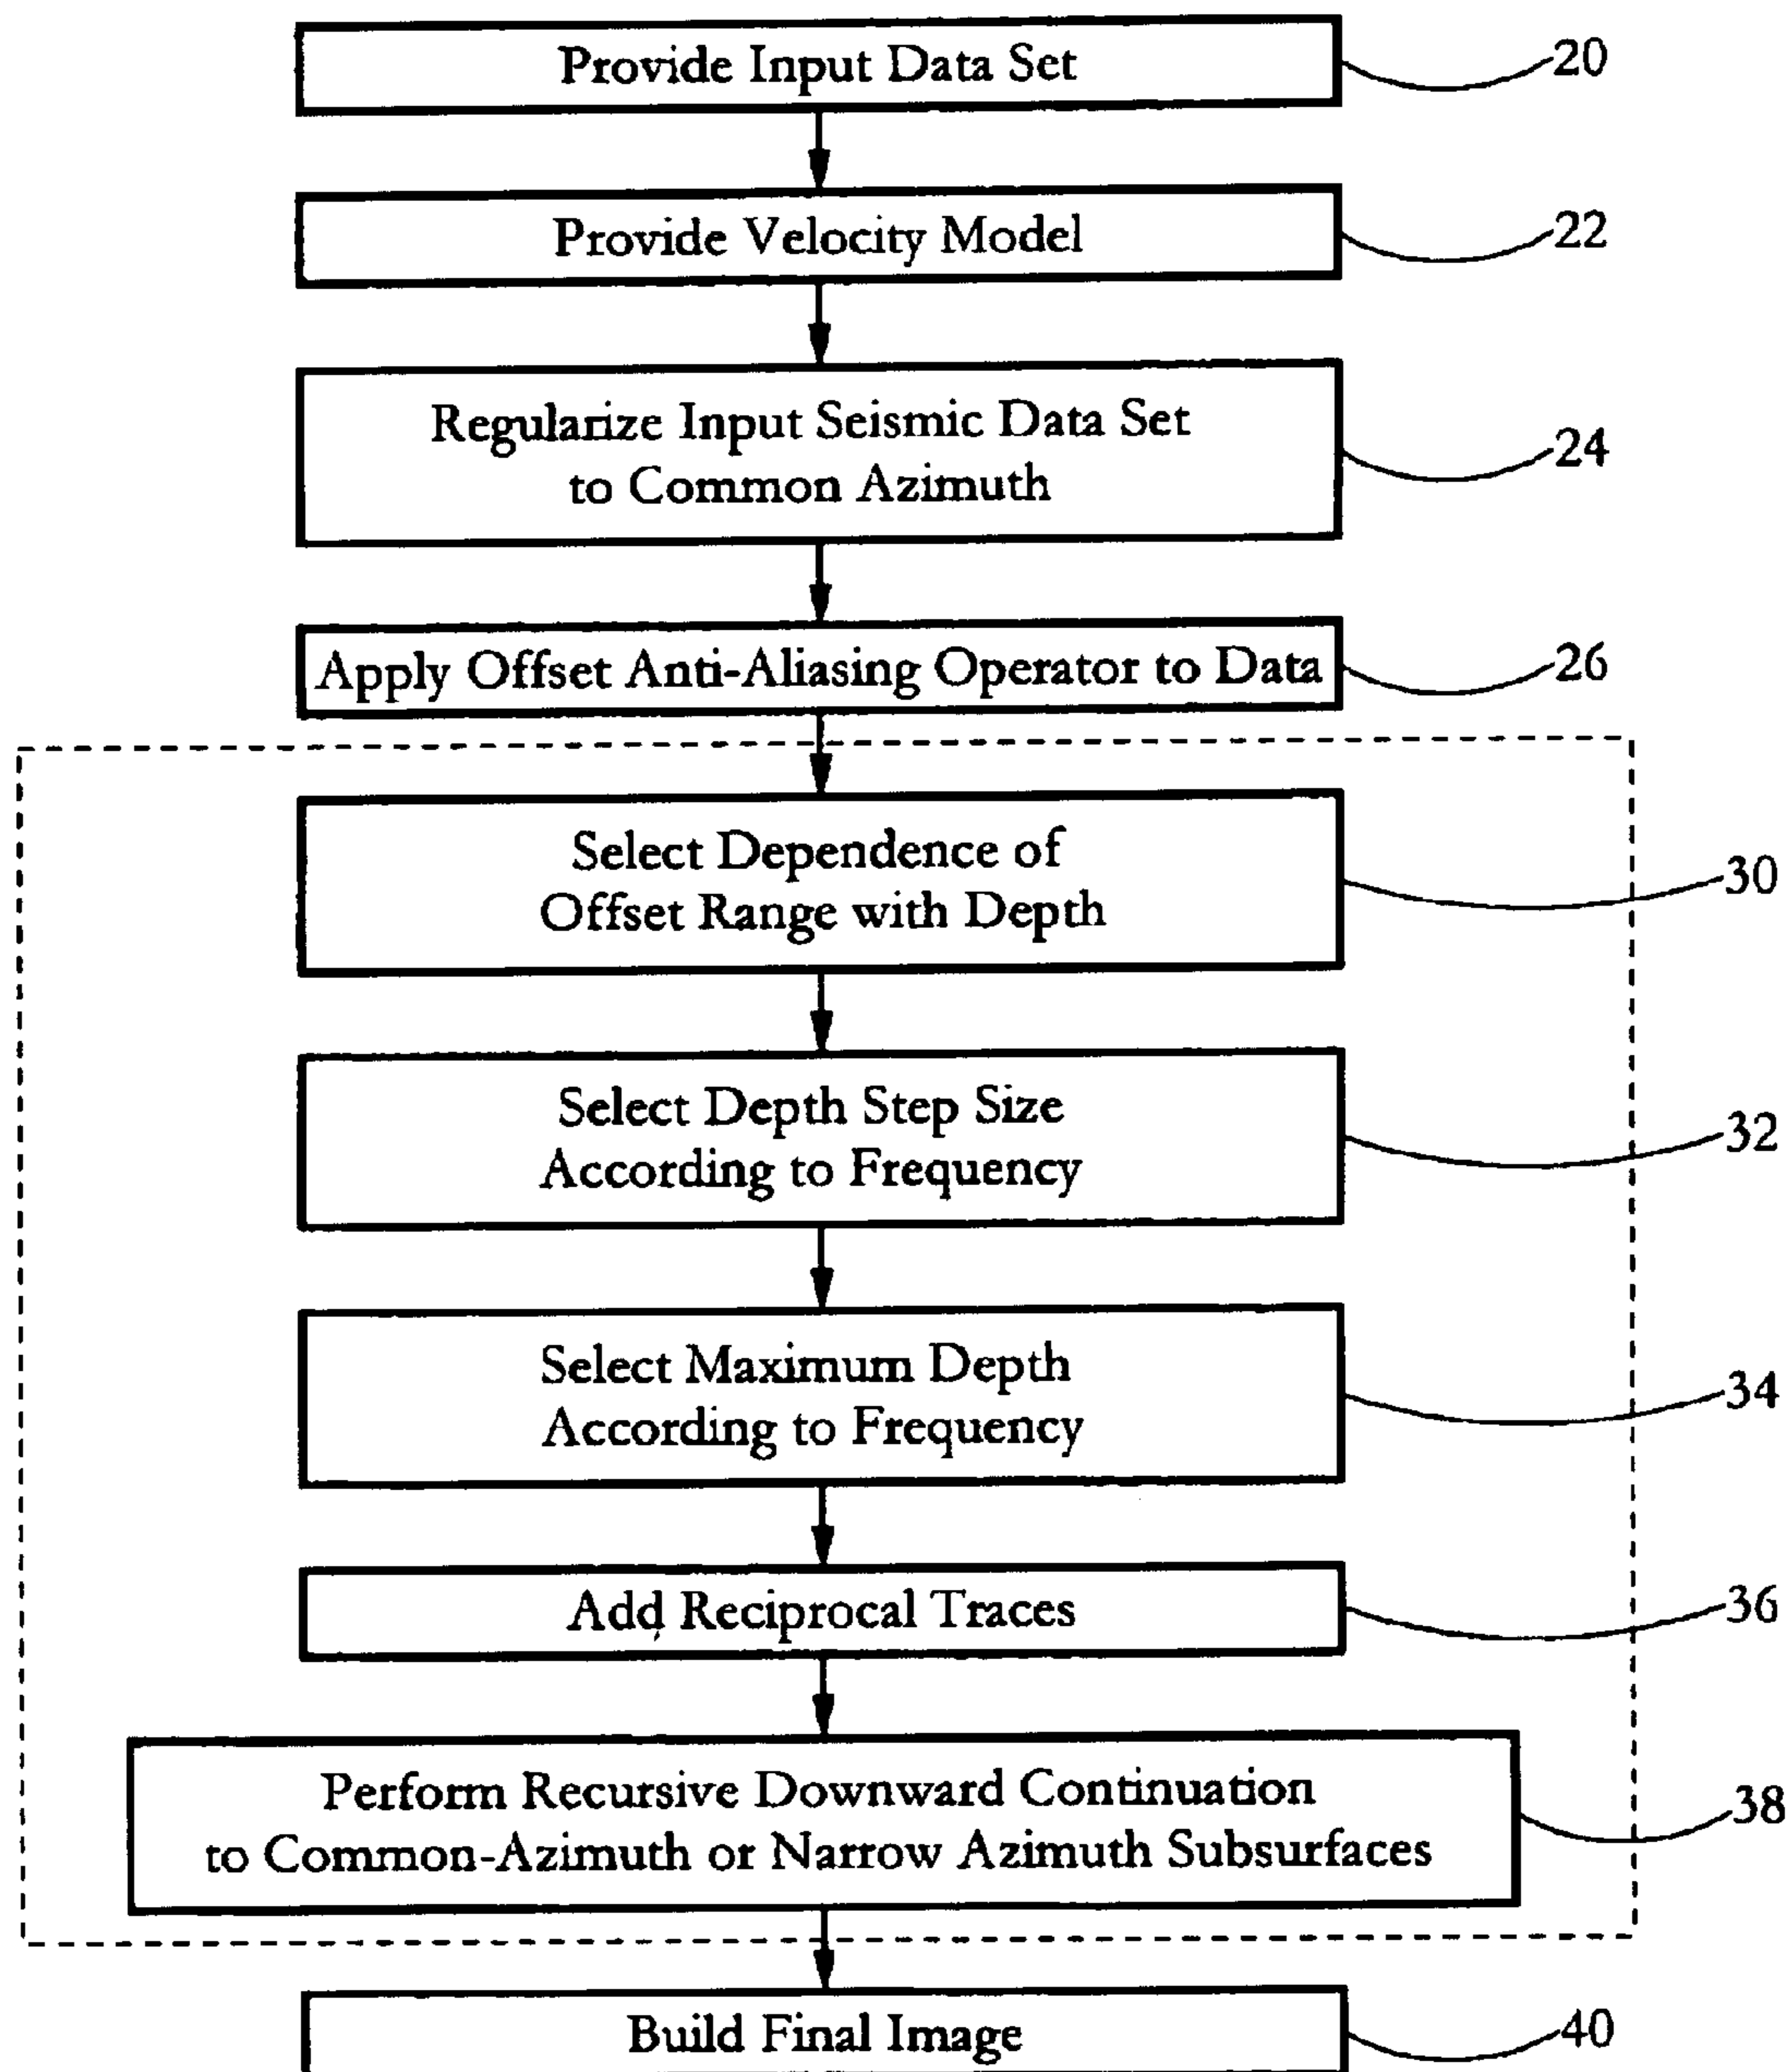 Provide Input Data Set
20
Provide Velocity Model
22
Regularize Input Seismic Data Set
to Common Azimuth
24
Apply Offset Anti-Aliasing Operator to Data
26
Select Dependence of
Offset Range with Depth
30
Select Depth Step Size
According to Frequency
32
Select Maximum Depth
According to Frequency
34
Add Reciprocal Traces
36
Perform Recursive Downward Continuation
to Common-Azimuth or Narrow Azimuth Subsurfaces
38
Build Final Image
40